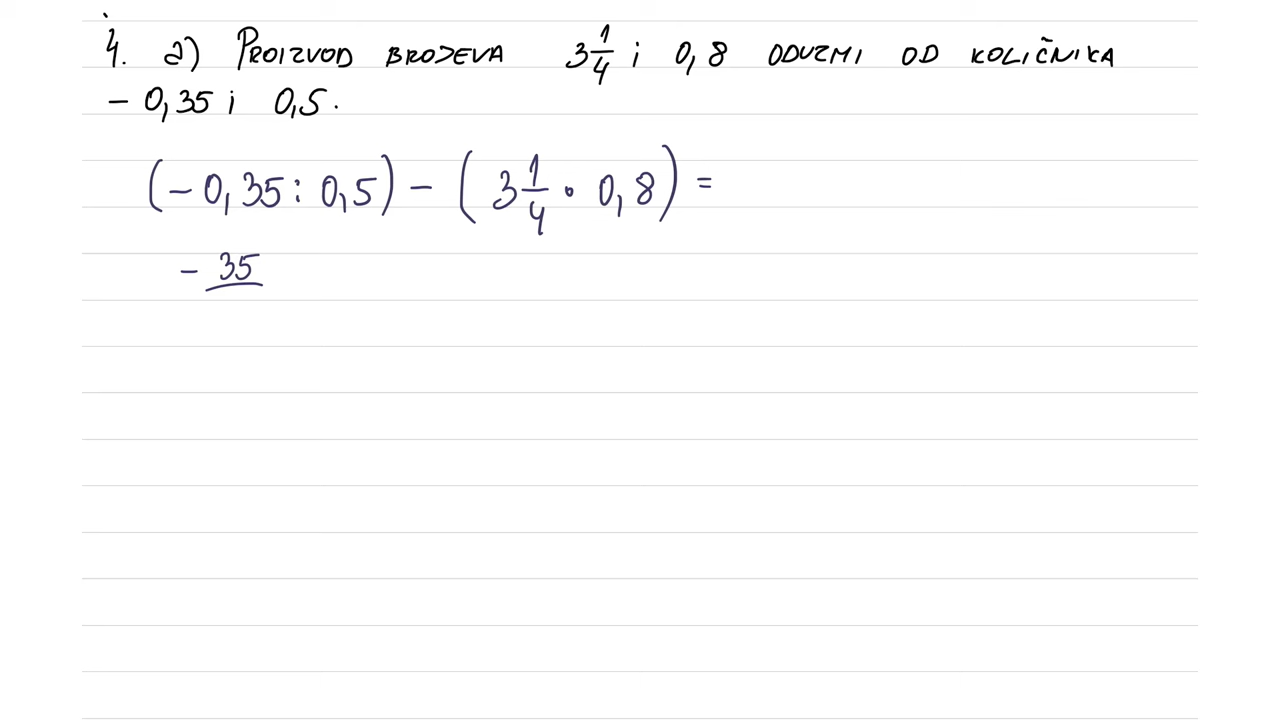 4. a) PROIZVOD BROJEVA 3 1/4 i 0,8 ODUZMI OD KOLIČNIKA
- 0,35 i 0,5.
(- 0,35 : 0,5) - (3 1/4 · 0,8) =
- 35